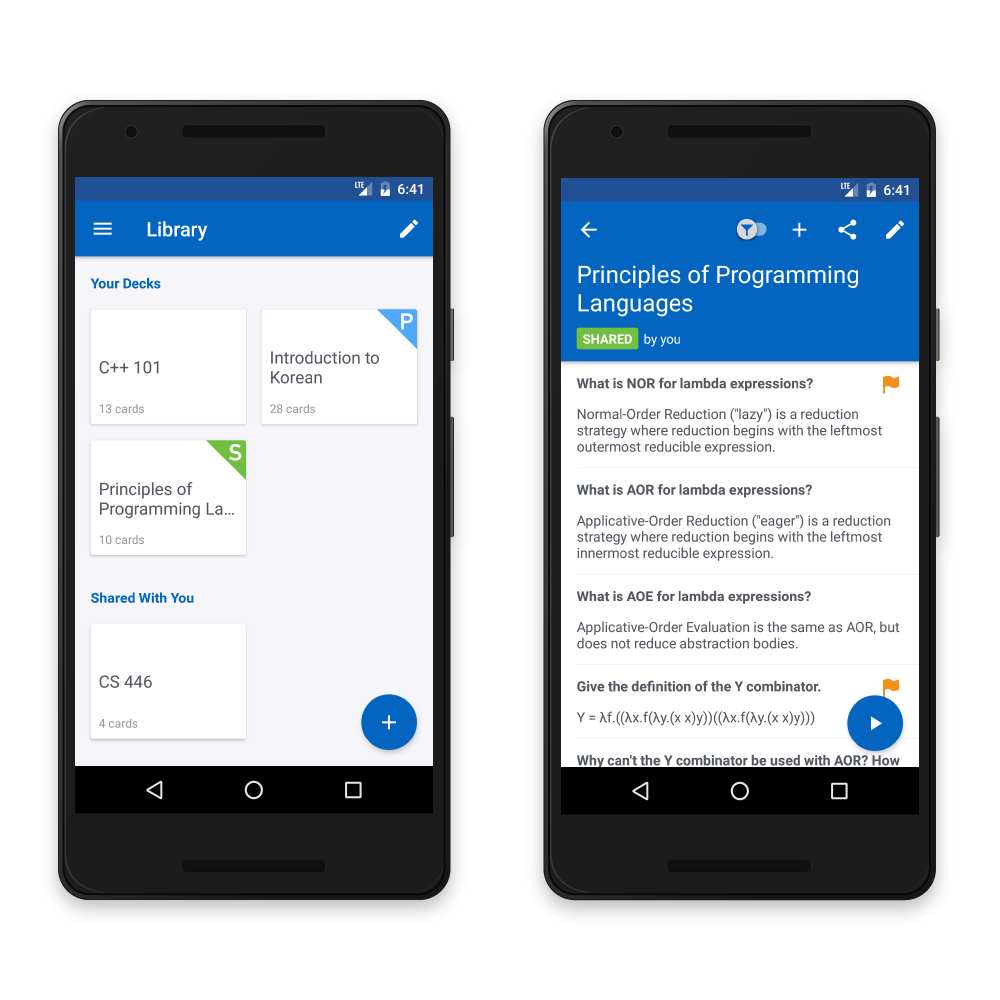 LTE 6:41
Library
Your Decks
C++ 101
13 cards
P
Introduction to
Korean
28 cards
S
Principles of
Programming La...
10 cards
Shared With You
CS 446
4 cards
LTE 6:41
Principles of Programming
Languages
SHARED by you
What is NOR for lambda expressions?
Normal-Order Reduction ("lazy") is a reduction
strategy where reduction begins with the leftmost
outermost reducible expression.
What is AOR for lambda expressions?
Applicative-Order Reduction ("eager") is a reduction
strategy where reduction begins with the leftmost
innermost reducible expression.
What is AOE for lambda expressions?
Applicative-Order Evaluation is the same as AOR, but
does not reduce abstraction bodies.
Give the definition of the Y combinator.
Y = λf.((λx.f(λy.(x x)y))((λx.f(λy.(x x)y)))
Why can't the Y combinator be used with AOR? How